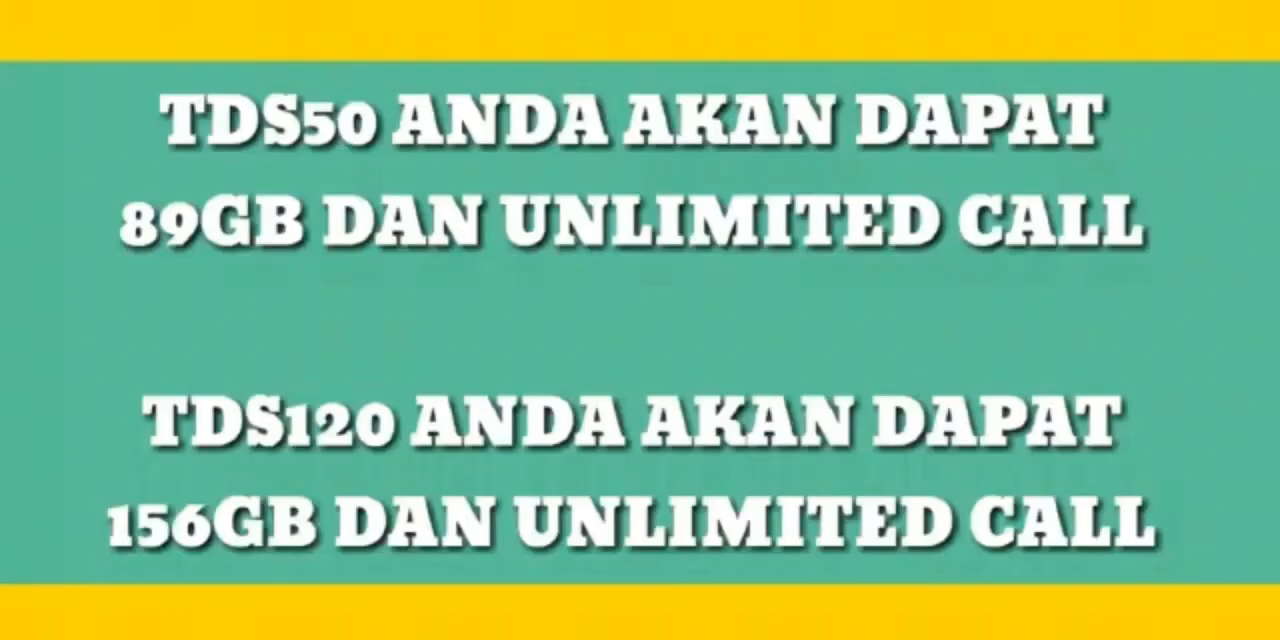 TDS50 ANDA AKAN DAPAT
89GB DAN UNLIMITED CALL
TDS120 ANDA AKAN DAPAT
156GB DAN UNLIMITED CALL